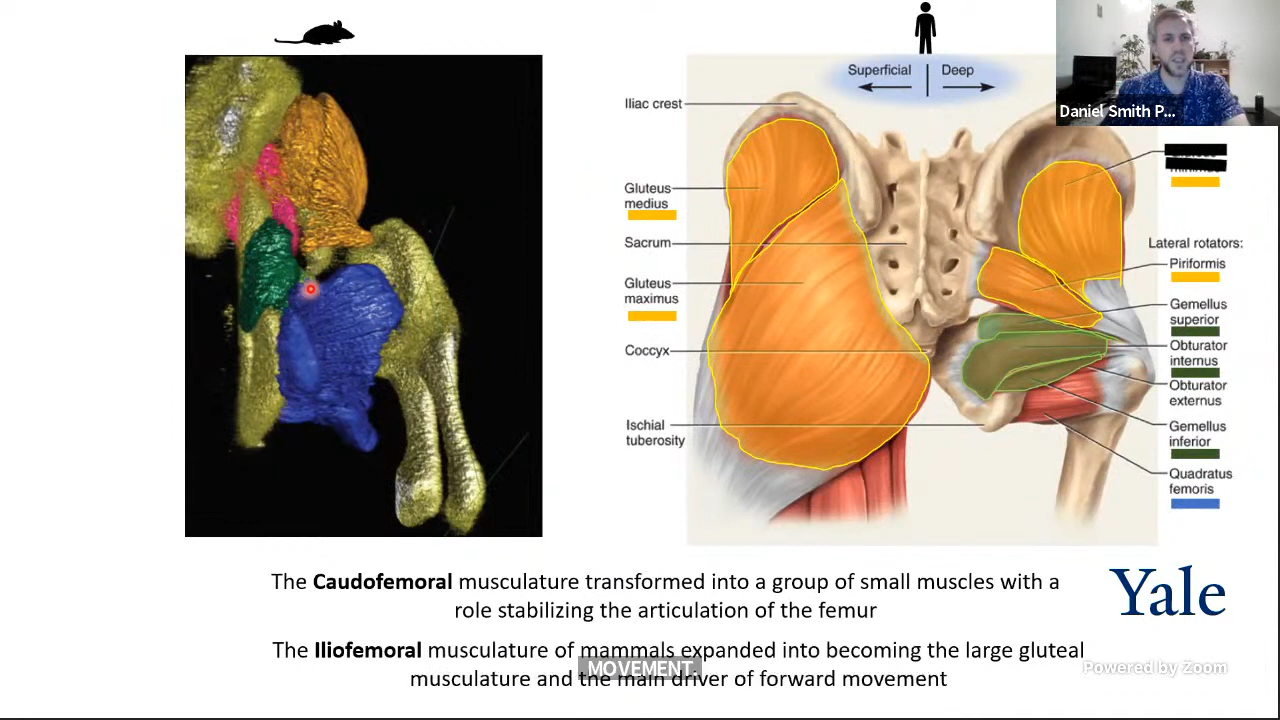 Superficial
Deep
Daniel Smith P...
Iliac crest
Gluteus
medius
Sacrum
Gluteus
maximus
Coccyx
Ischial
tuberosity
Lateral rotators:
Piriformis
Gemellus
superior
Obturator
internus
Obturator
externus
Gemellus
inferior
Quadratus
femoris
The Caudofemoral musculature transformed into a group of small muscles with a
role stabilizing the articulation of the femur
Yale
The Iliofemoral musculature of mammals expanded into becoming the large gluteal
musculature and the main driver of forward movement
MOVEMENT.
Powered by Zoom